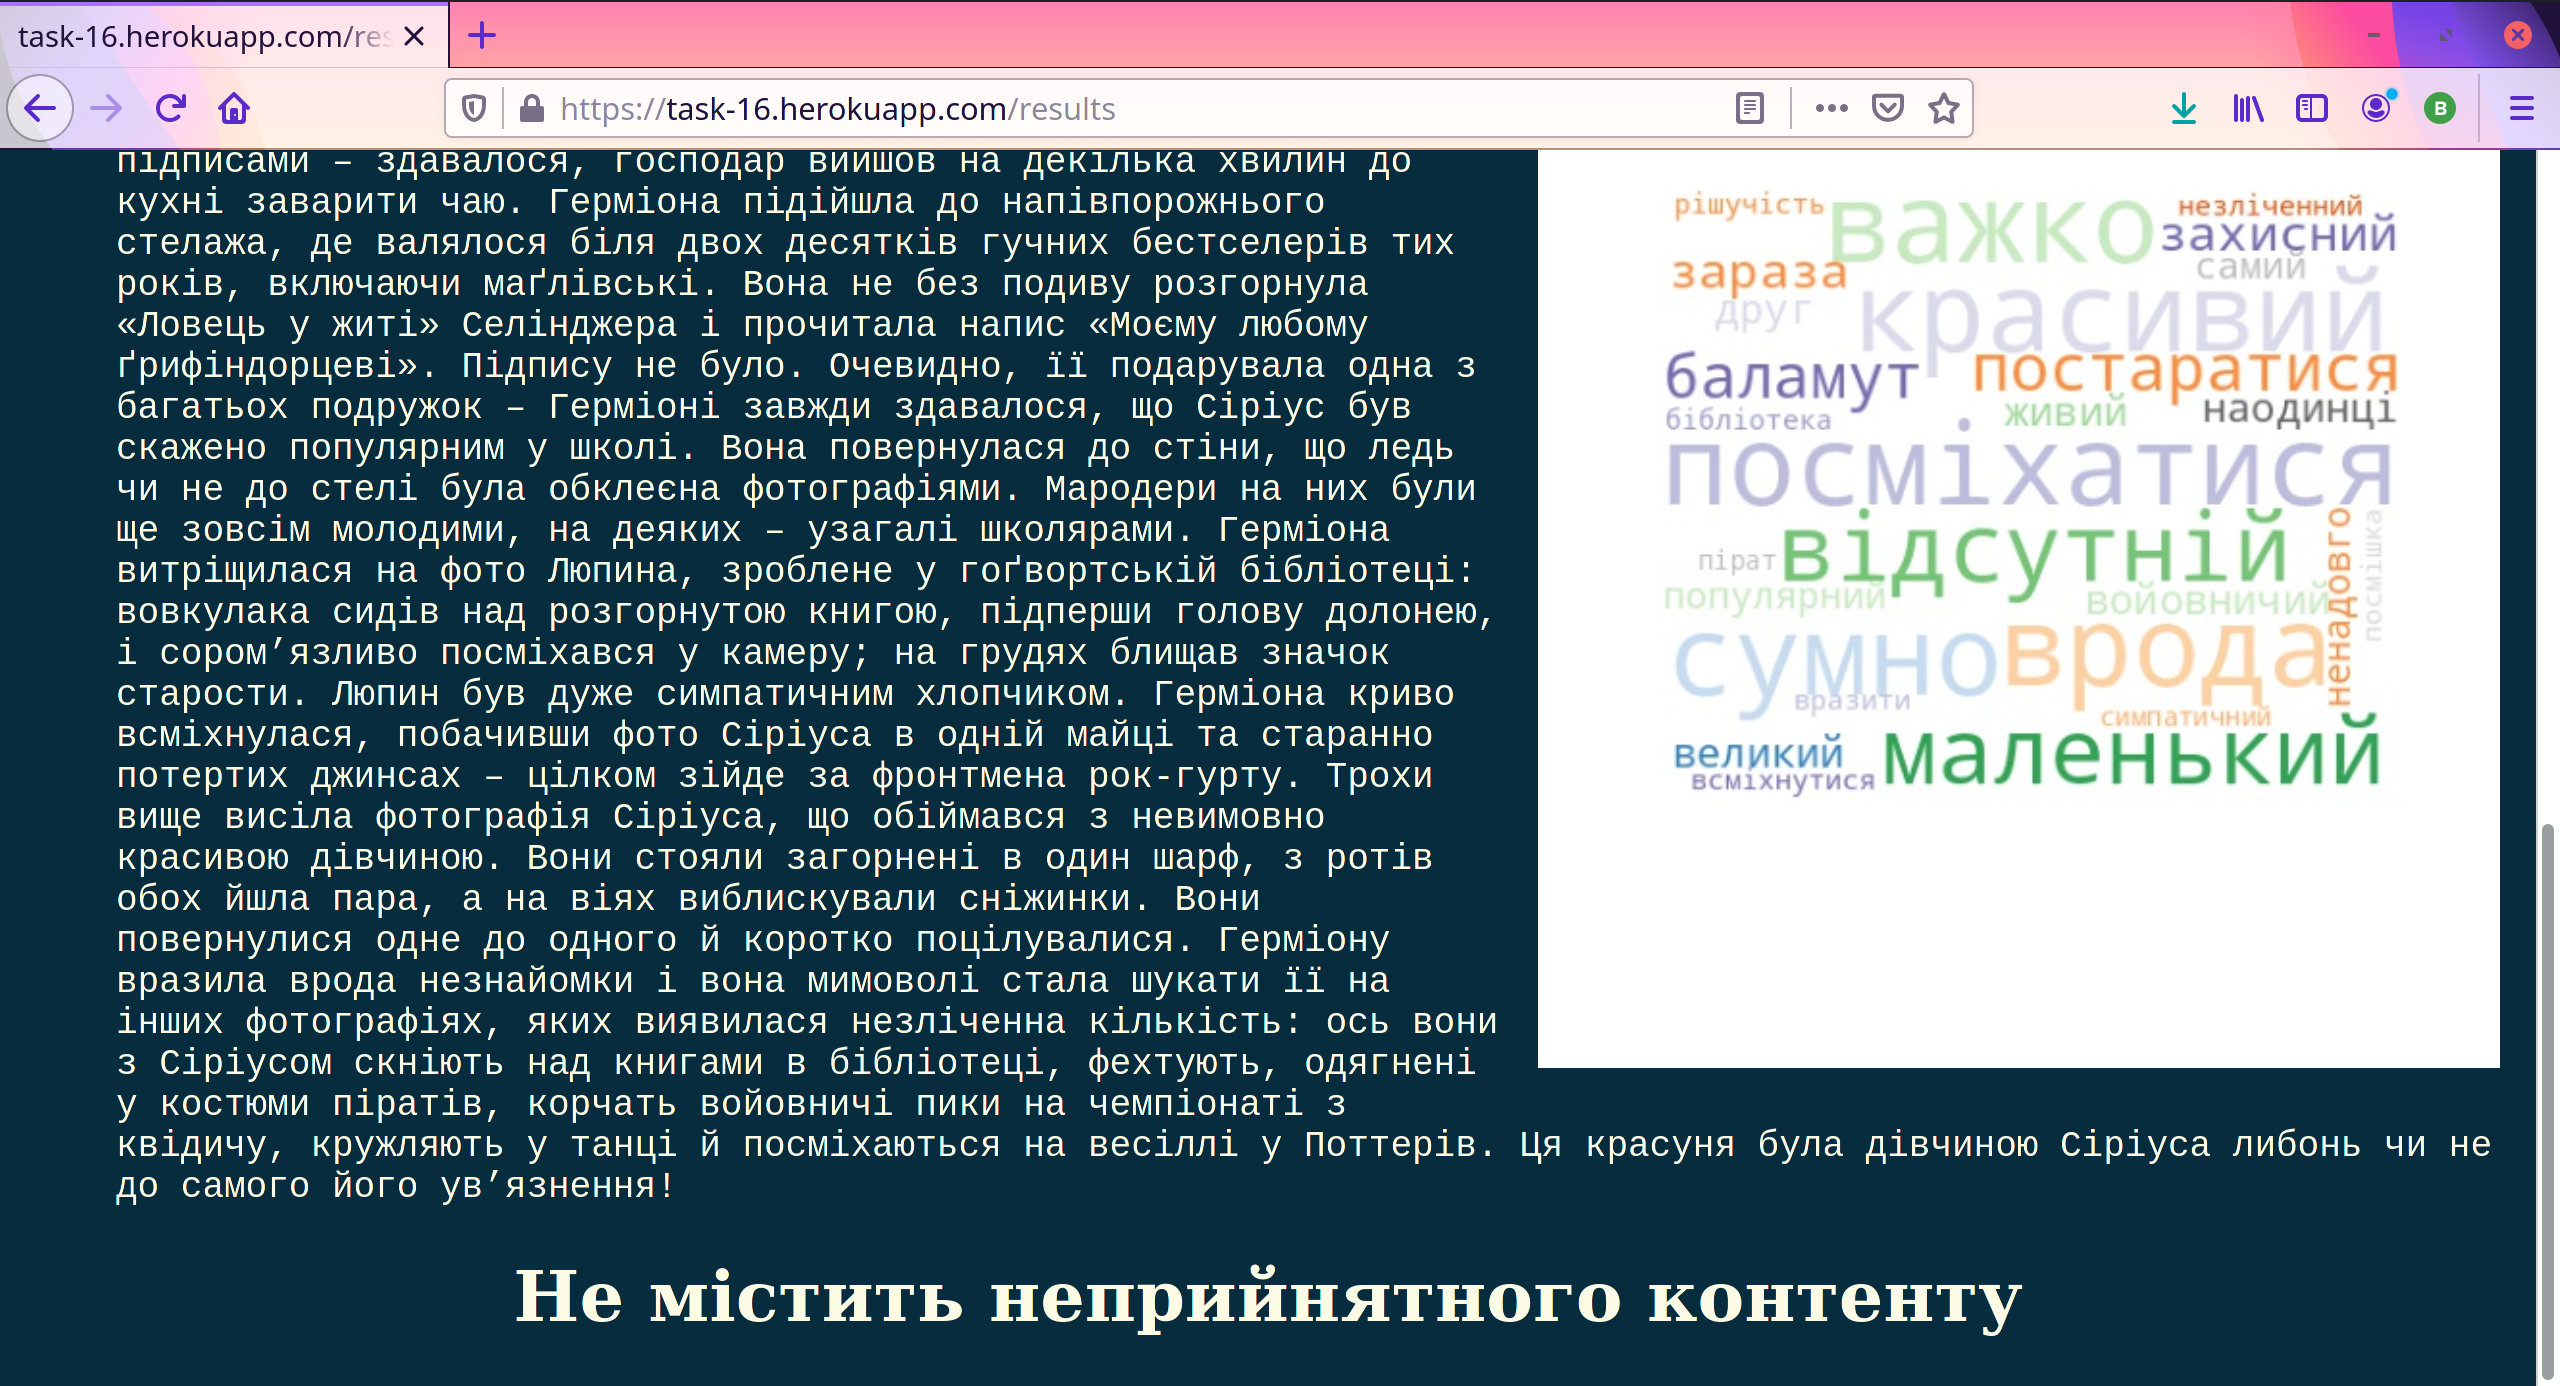 task-16.herokuapp.com/res
https://task-16.herokuapp.com/results
підписами – здавалося, господар вийшов на декілька хвилин до
кухні заварити чаю. Герміона підійшла до напівпорожнього
стелажа, де валялося біля двох десятків гучних бестселерів тих
років, включаючи маґлівські. Вона не без подиву розгорнула
«Ловець у житі» Селінджера і прочитала напис «Моєму любому
ґрифіндорцеві». Підпису не було. Очевидно, її подарувала одна з
багатьох подружок – Герміоні завжди здавалося, що Сіріус був
скажено популярним у школі. Вона повернулася до стіни, що ледь
чи не до стелі була обклеєна фотографіями. Мародери на них були
ще зовсім молодими, на деяких – узагалі школярами. Герміона
витріщилася на фото Люпина, зроблене у гоґвортській бібліотеці:
вовкулака сидів над розгорнутою книгою, підперши голову долонею,
і сором’язливо посміхався у камеру; на грудях блищав значок
старости. Люпин був дуже симпатичним хлопчиком. Герміона криво
всміхнулася, побачивши фото Сіріуса в одній майці та старанно
потертих джинсах – цілком зійде за фронтмена рок-гурту. Трохи
вище висіла фотографія Сіріуса, що обіймався з невимовно
красивою дівчиною. Вони стояли загорнені в один шарф, з ротів
обох йшла пара, а на віях виблискували сніжинки. Вони
повернулися одне до одного й коротко поцілувалися. Герміону
вразила врода незнайомки і вона мимоволі стала шукати її на
інших фотографіях, яких виявилася незліченна кількість: ось вони
з Сіріусом скніють над книгами в бібліотеці, фехтують, одягнені
у костюми піратів, корчать войовничі пики на чемпіонаті з
квідичу, кружляють у танці й посміхаються на весіллі у Поттерів. Ця красуня була дівчиною Сіріуса либонь чи не
до самого його ув’язнення!
рішучість
важко
незліченний
захисний
самий
зараза
друг
красивий
баламут
постаратися
бібліотека
живий
наодинці
посміхатися
пірат
відсутній
ненадовго
посмішка
популярний
войовничий
сумно
врода
вразити
симпатичний
великий
всміхнутися
маленький
Не містить неприйнятного контенту
B